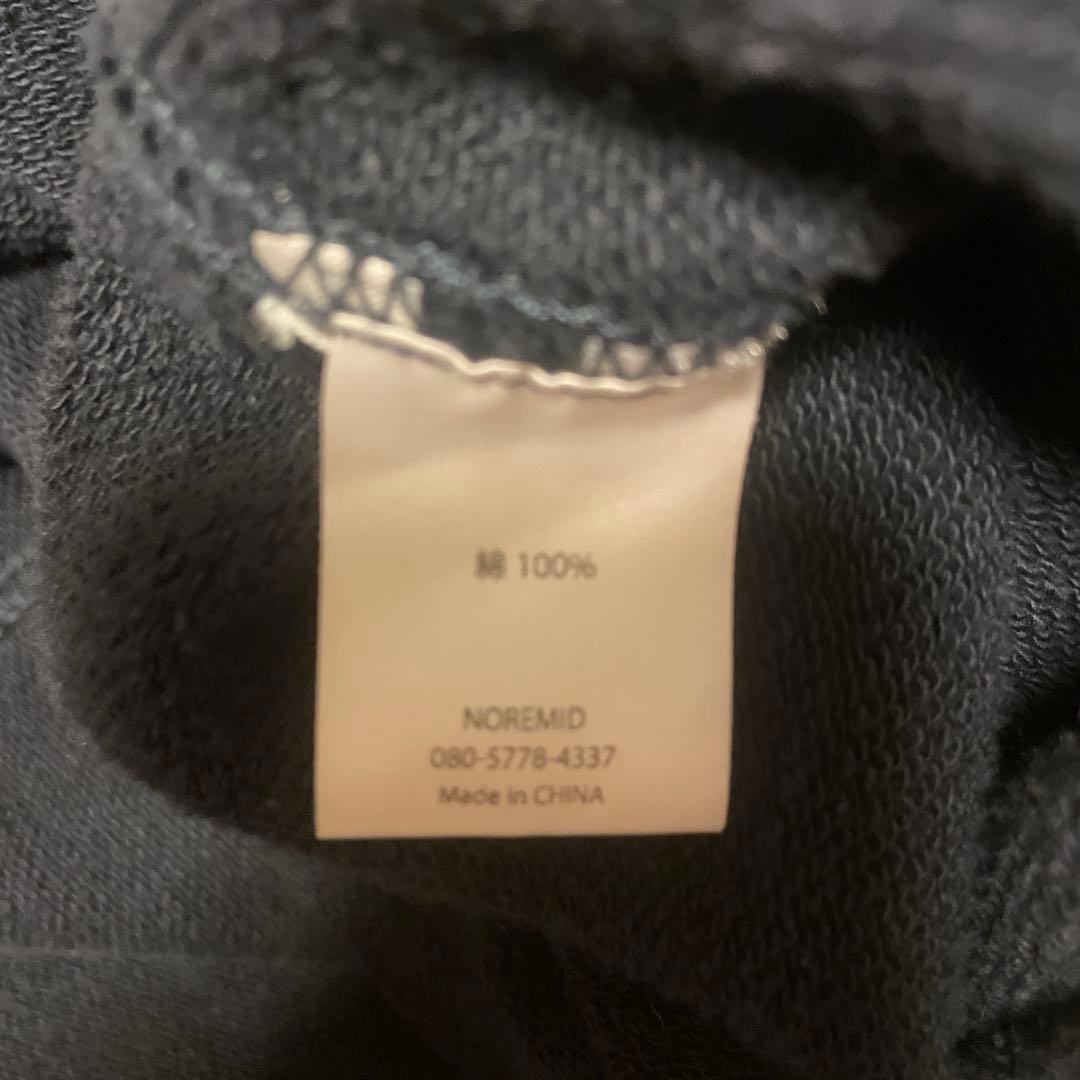 綿 100%
NOREMID
080-5778-4337
Made in CHINA